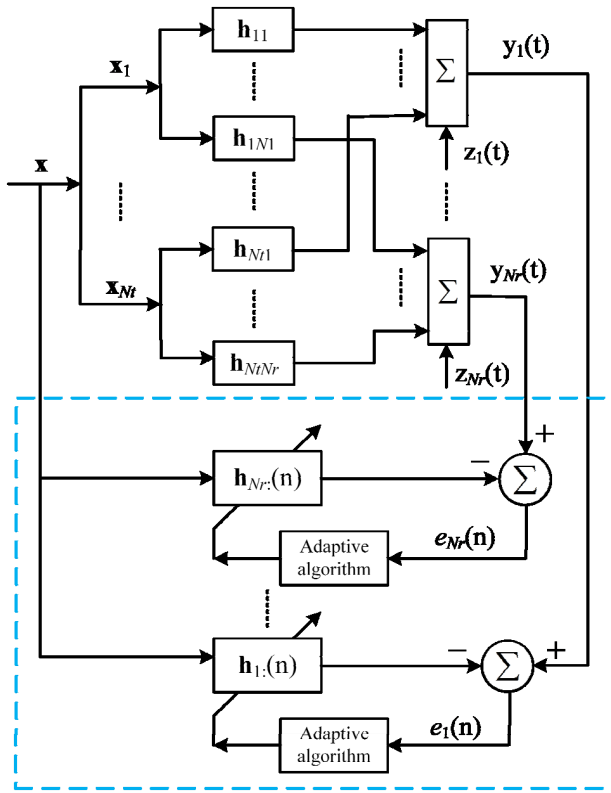 h11
Σ
y1(t)
x1
h1N1
z1(t)
x
hNt1
yNr(t)
xNt
Σ
hNtNr
zNr(t)
+
hNr:(n)
−
Σ
Adaptive
algorithm
eNr(n)
h1:(n)
−
Σ
+
Adaptive
algorithm
e1(n)